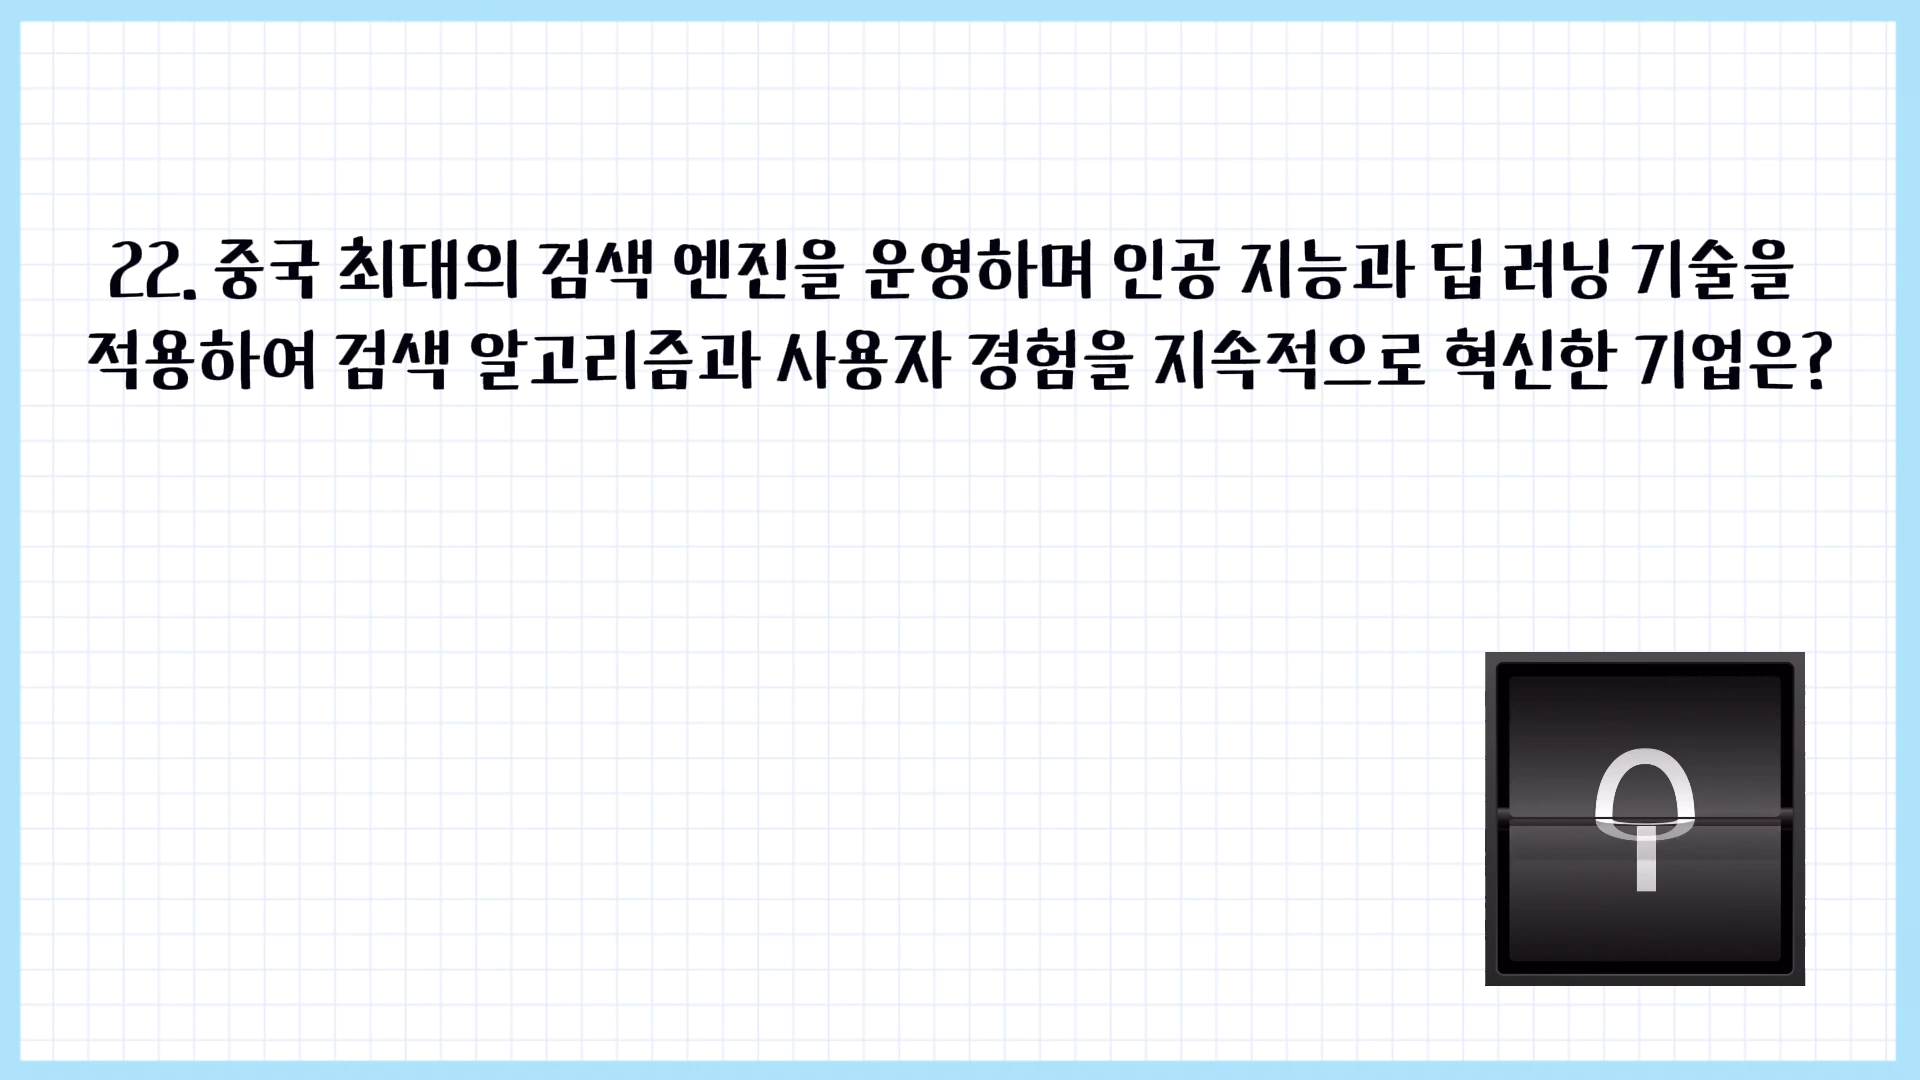 22. 중국 최대의 검색 엔진을 운영하며 인공 지능과 딥 러닝 기술을
적용하여 검색 알고리즘과 사용자 경험을 지속적으로 혁신한 기업은?